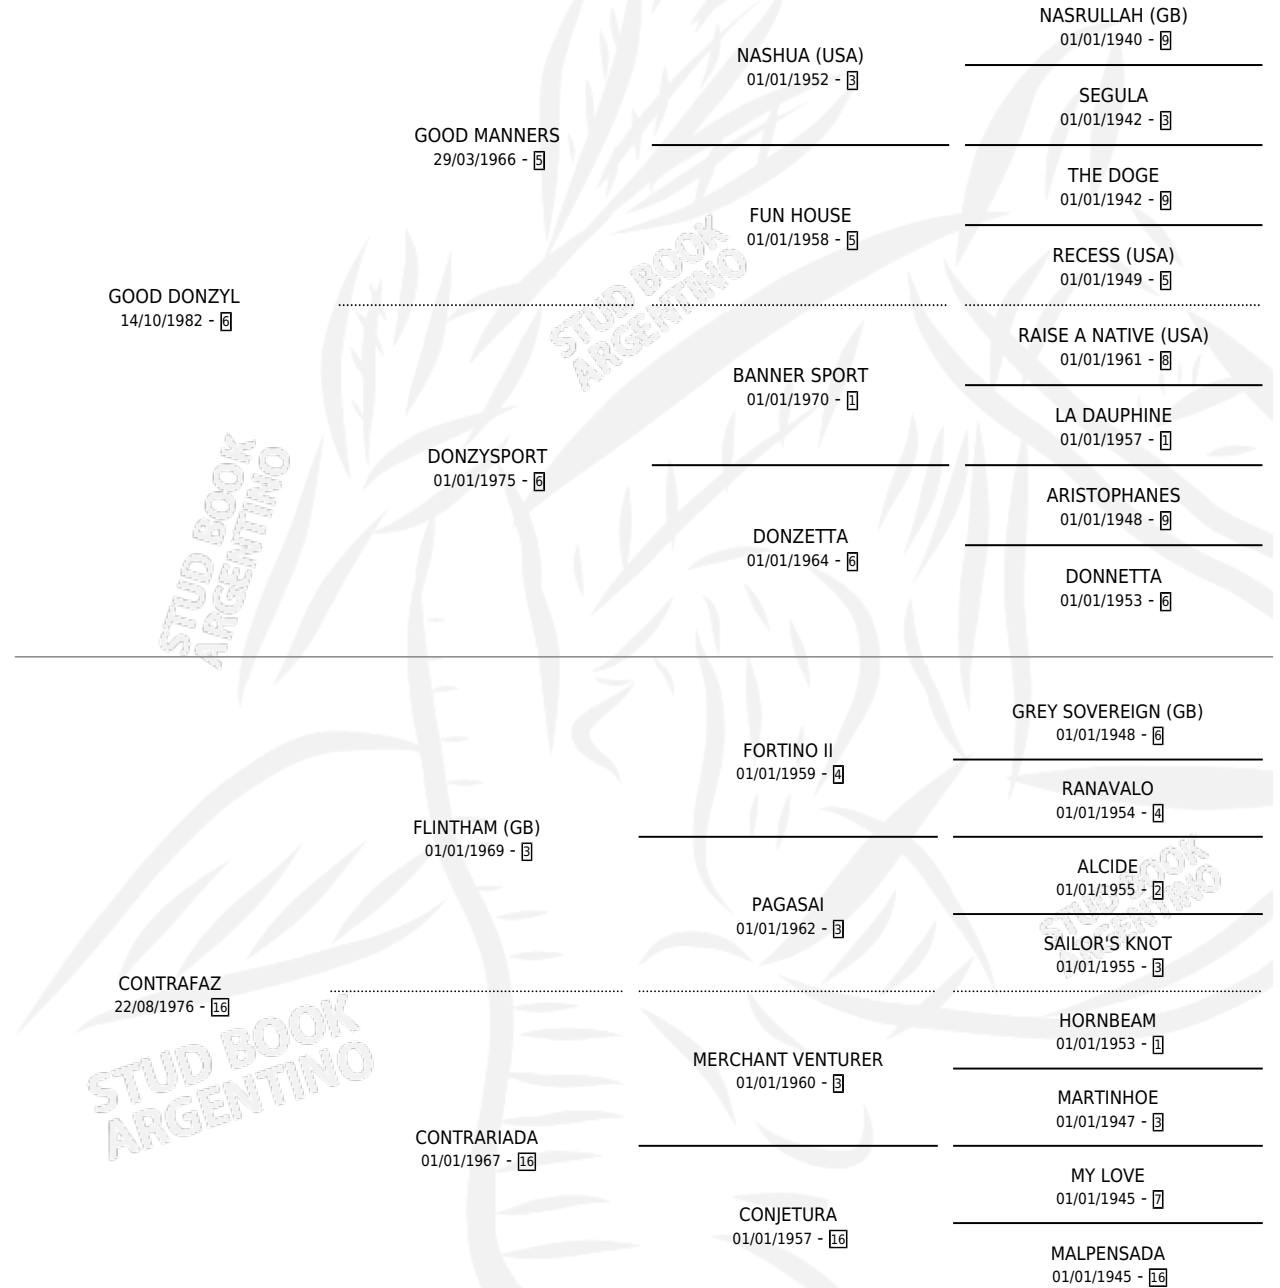 NASRULLAH (GB)
01/01/1940 - 9
NASHUA (USA)
01/01/1952 - 3
SEGULA
01/01/1942 - 3
GOOD MANNERS
29/03/1966 - 5
THE DOGE
01/01/1942 - 9
FUN HOUSE
01/01/1958 - 5
RECESS (USA)
01/01/1949 - 5
STUD BOOK
ARGENTINO
GOOD DONZYL
14/10/1982 - 6
RAISE A NATIVE (USA)
01/01/1961 - 8
BANNER SPORT
01/01/1970 - 1
LA DAUPHINE
01/01/1957 - 1
DONZYSPORT
01/01/1975 - 6
ARISTOPHANES
01/01/1948 - 9
DONZETTA
01/01/1964 - 6
DONNETTA
01/01/1953 - 6
STUD BOOK
ARGENTINO
GREY SOVEREIGN (GB)
01/01/1948 - 6
FORTINO II
01/01/1959 - 4
RANAVALO
01/01/1954 - 4
FLINTHAM (GB)
01/01/1969 - 3
ALCIDE
01/01/1955 - 2
PAGASAI
01/01/1962 - 3
SAILOR'S KNOT
01/01/1955 - 3
STUD BOOK
ARGENTINO
CONTRAFAZ
22/08/1976 - 16
HORNBEAM
01/01/1953 - 1
MERCHANT VENTURER
01/01/1960 - 3
MARTINHOE
01/01/1947 - 3
STUD BOOK
ARGENTINO
CONTRARIADA
01/01/1967 - 16
MY LOVE
01/01/1945 - 7
CONJETURA
01/01/1957 - 16
MALPENSADA
01/01/1945 - 16